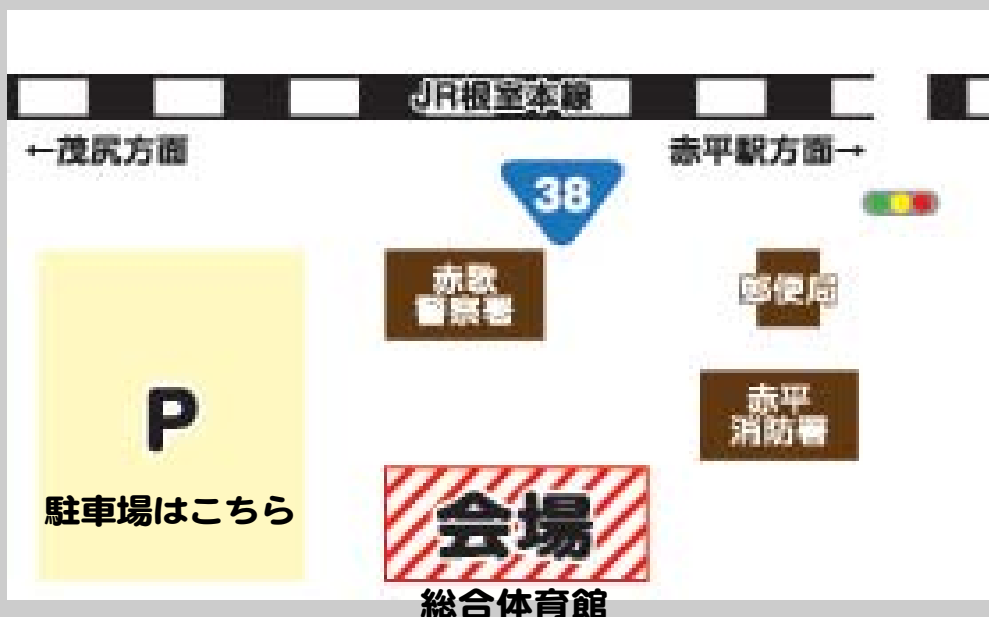 JR根室本線
←茂尻方面
赤平駅方面→
38
赤歌
警察署
郵便局
赤平
消防署
P
駐車場はこちら
会場
総合体育館